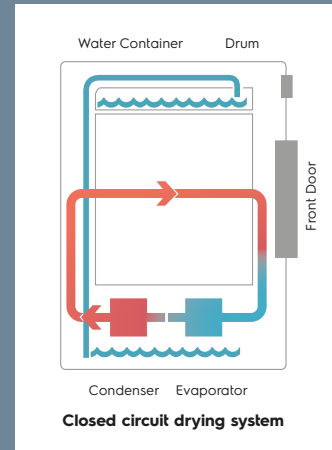 Water Container Drum
Front Door
Condenser Evaporator
Closed circuit drying system